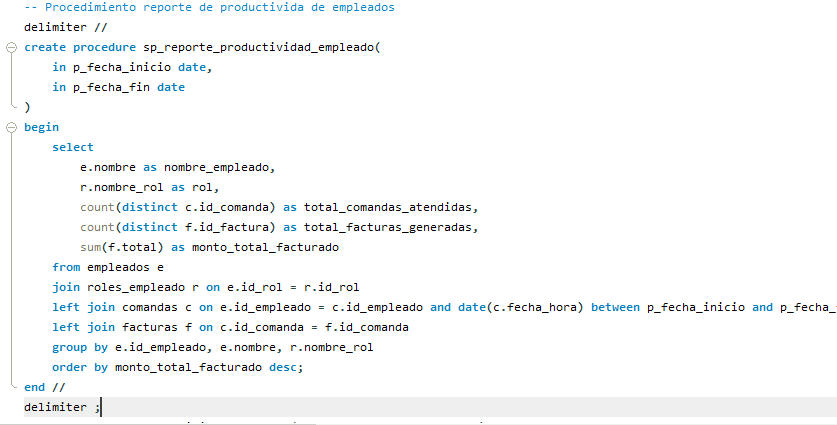 -- Procedimiento reporte de productivida de empleados
delimiter //
create procedure sp_reporte_productividad_empleado(
in p_fecha_inicio date,
in p_fecha_fin date
)
begin
select
e.nombre as nombre_empleado,
r.nombre_rol as rol,
count(distinct c.id_comanda) as total_comandas_atendidas,
count(distinct f.id_factura) as total_facturas_generadas,
sum(f.total) as monto_total_facturado
from empleados e
join roles_empleado r on e.id_rol = r.id_rol
left join comandas c on e.id_empleado = c.id_empleado and date(c.fecha_hora) between p_fecha_inicio and p_fecha_
left join facturas f on c.id_comanda = f.id_comanda
group by e.id_empleado, e.nombre, r.nombre_rol
order by monto_total_facturado desc;
end //
delimiter ;